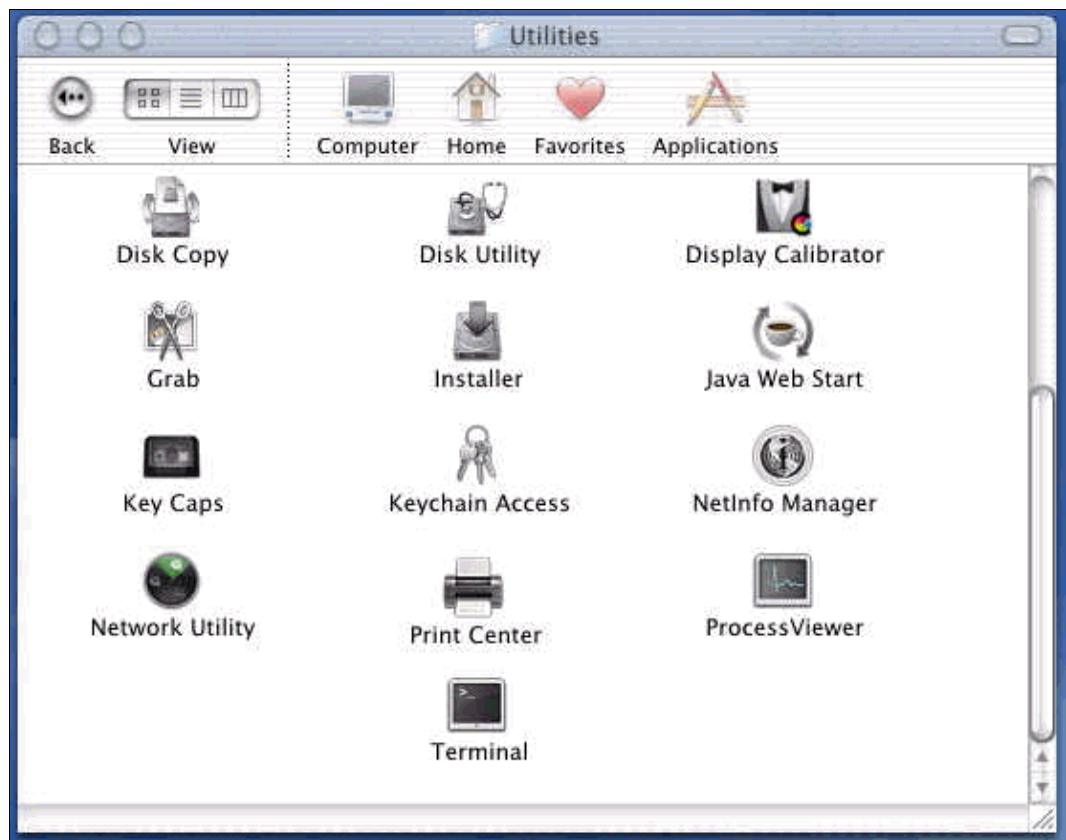 Utilities
Back
View
Computer
Home
Favorites
Applications
Disk Copy
Disk Utility
Display Calibrator
Grab
Installer
Java Web Start
Key Caps
Keychain Access
NetInfo Manager
Network Utility
Print Center
ProcessViewer
Terminal